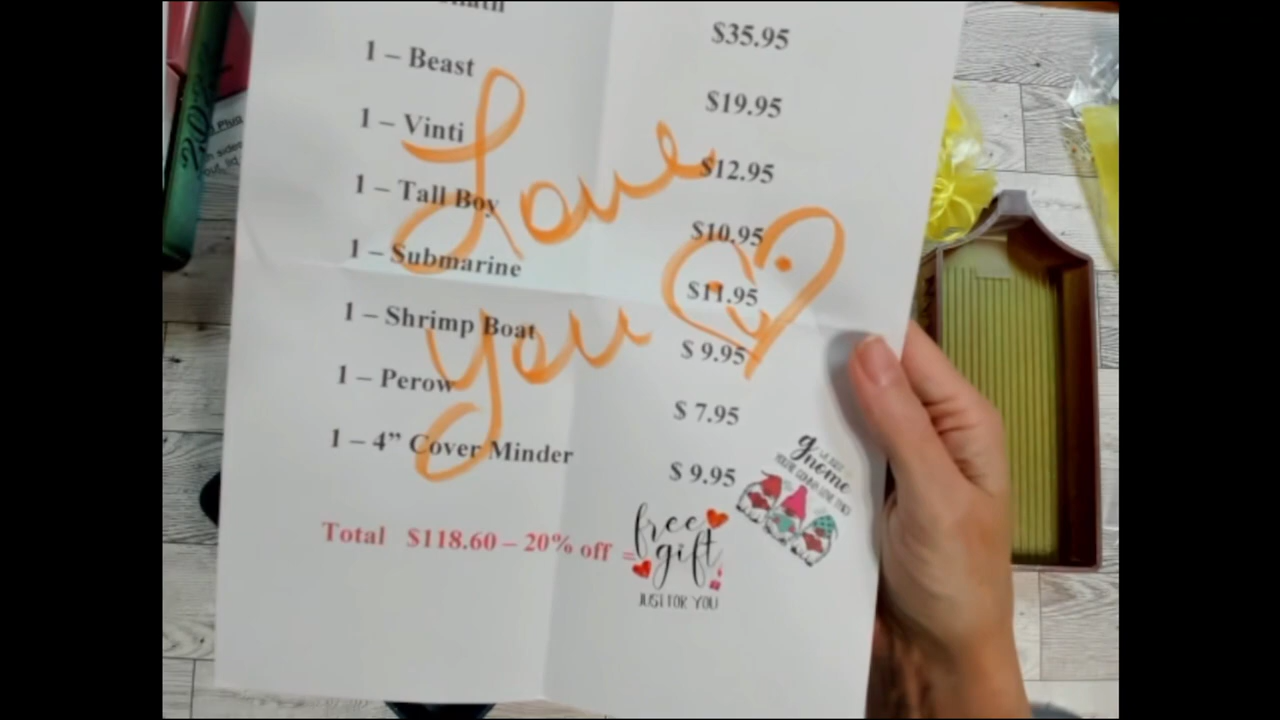 $35.95
1 – Beast $19.95
1 – Vinti $12.95
1 – Tall Boy $10.95
1 – Submarine $11.95
1 – Shrimp Boat $ 9.95
1 – Perow $ 7.95
1 – 4” Cover Minder $ 9.95
Total $118.60 – 20% off =
Love
you
free
gift
JUST FOR YOU
gnome